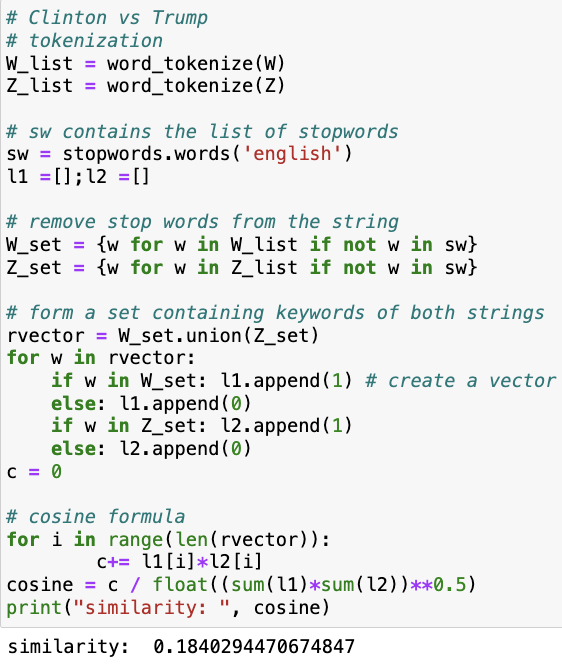 # Clinton vs Trump
# tokenization
W_list = word_tokenize(W)
Z_list = word_tokenize(Z)

# sw contains the list of stopwords
sw = stopwords.words('english')
l1 =[];l2 =[]

# remove stop words from the string
W_set = {w for w in W_list if not w in sw}
Z_set = {w for w in Z_list if not w in sw}

# form a set containing keywords of both strings
rvector = W_set.union(Z_set)
for w in rvector:
    if w in W_set: l1.append(1) # create a vector
    else: l1.append(0)
    if w in Z_set: l2.append(1)
    else: l2.append(0)
c = 0

# cosine formula
for i in range(len(rvector)):
        c+= l1[i]*l2[i]
cosine = c / float((sum(l1)*sum(l2))**0.5)
print("similarity: ", cosine)
similarity:  0.1840294470674847